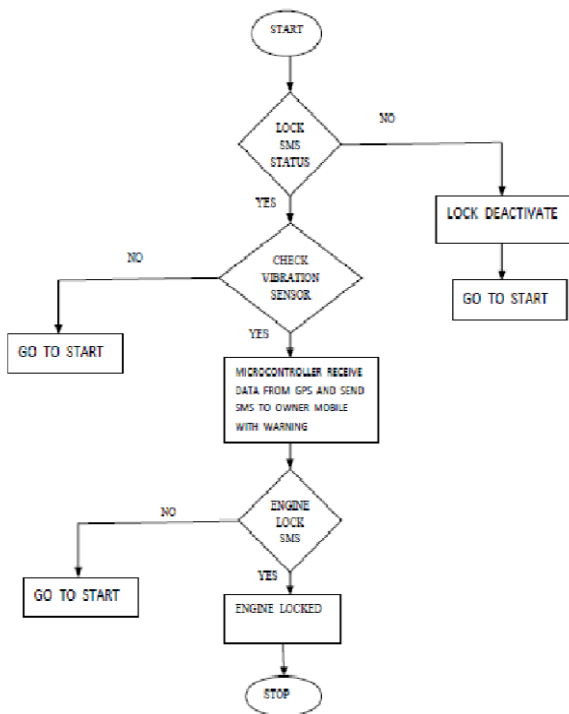 START
LOCK
SMS
STATUS
NO
YES
LOCK DEACTIVATE
CHECK
VIBRATION
SENSOR
NO
GO TO START
YES
GO TO START
MICROCONTROLLER RECEIVE
DATA FROM GPS AND SEND
SMS TO OWNER MOBILE
WITH WARNING
ENGINE
LOCK
SMS
NO
YES
GO TO START
ENGINE LOCKED
STOP